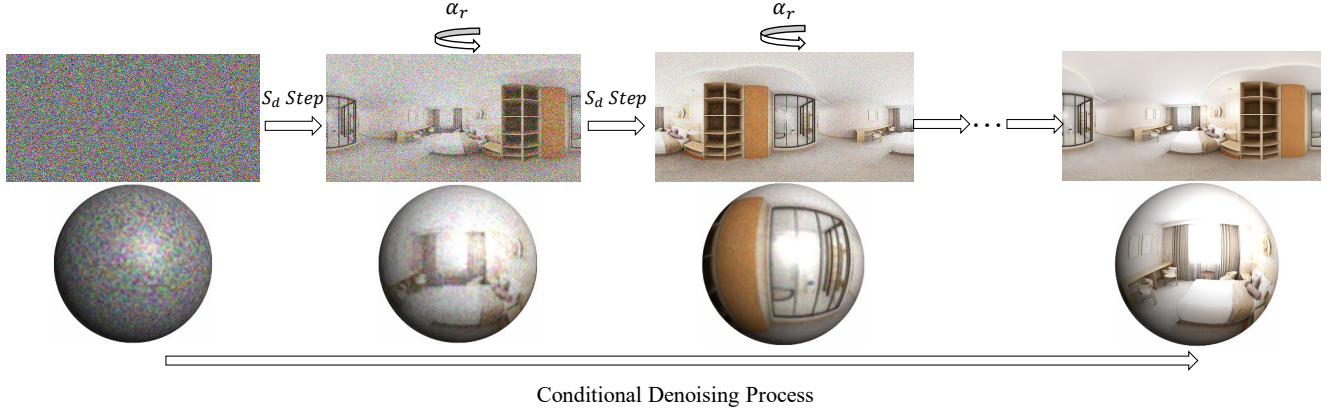 α_r
α_r
S_d Step
S_d Step
...
Conditional Denoising Process